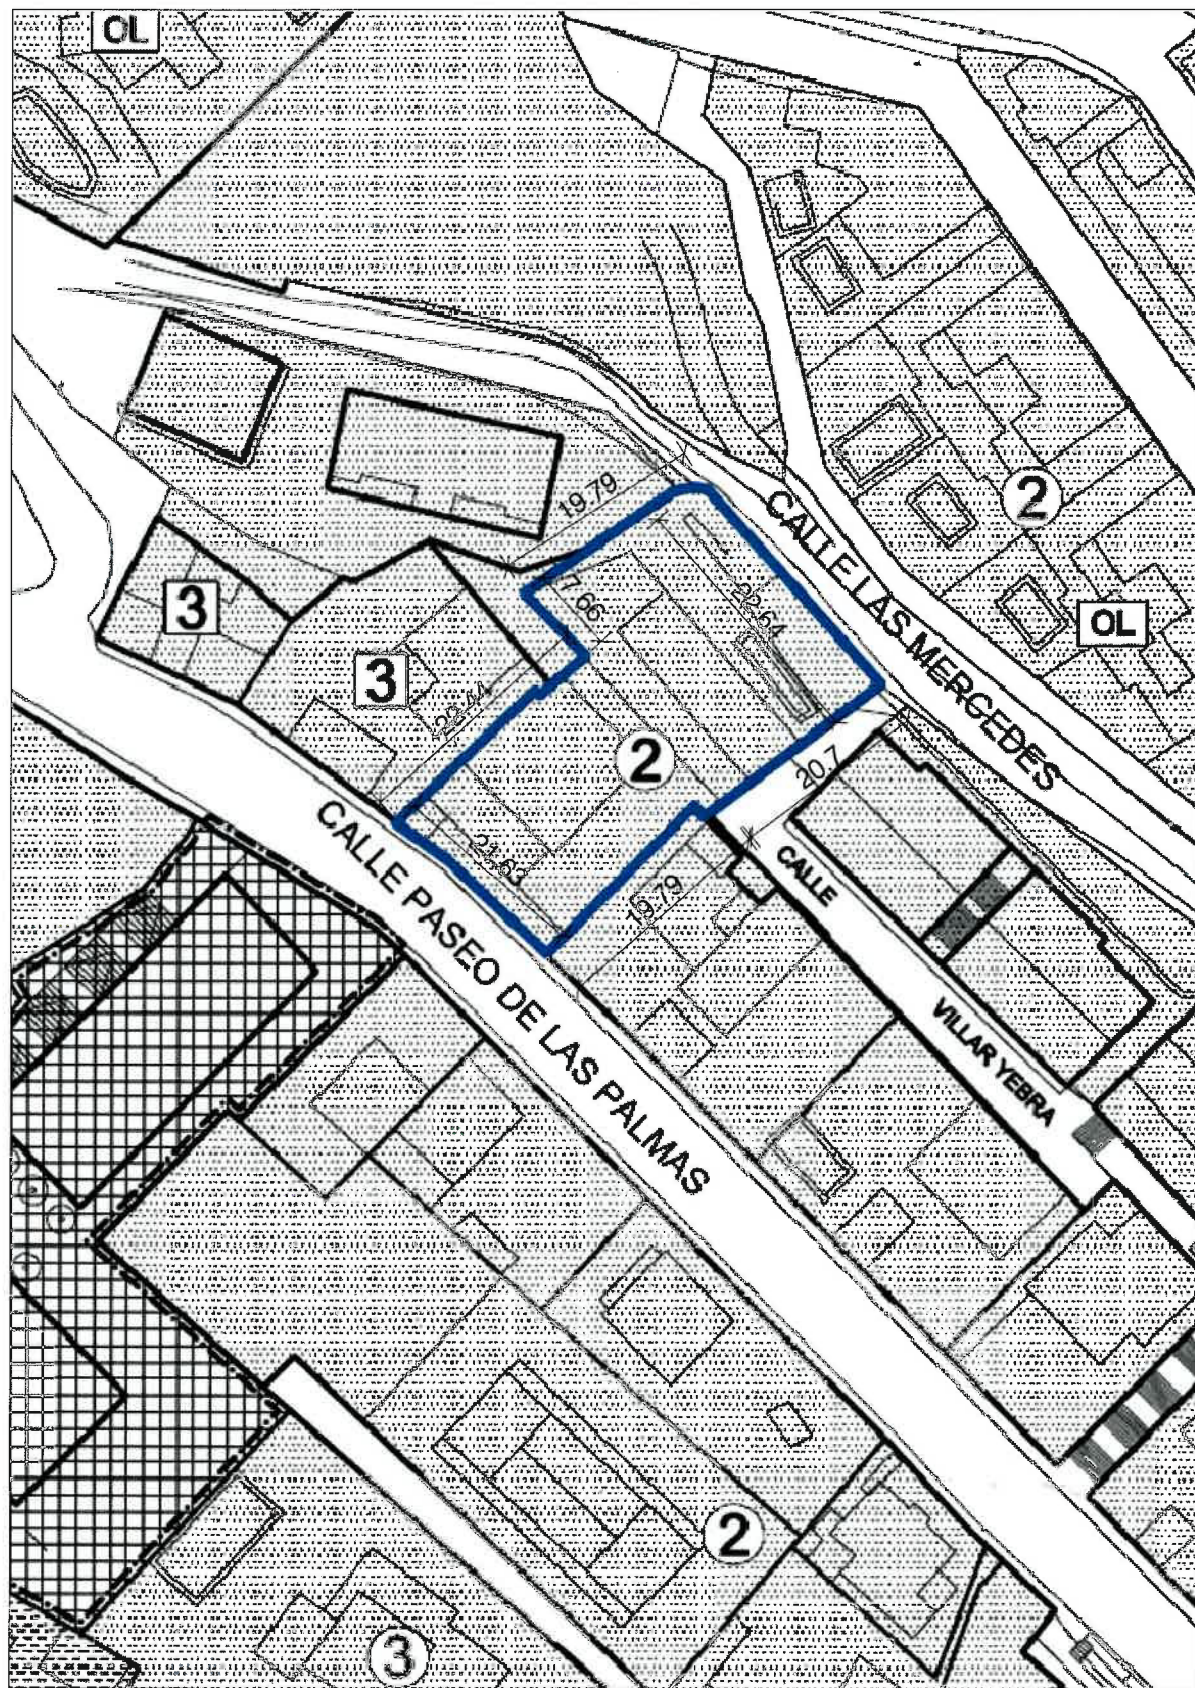 OL
19.79
7.66
22.64
CALLE LAS MERCEDES
2
OL
3
3
22.44
2
20.7
CALLE PASEO DE LAS PALMAS
21.63
19.79
CALLE
VILLAR YEBRA
2
3